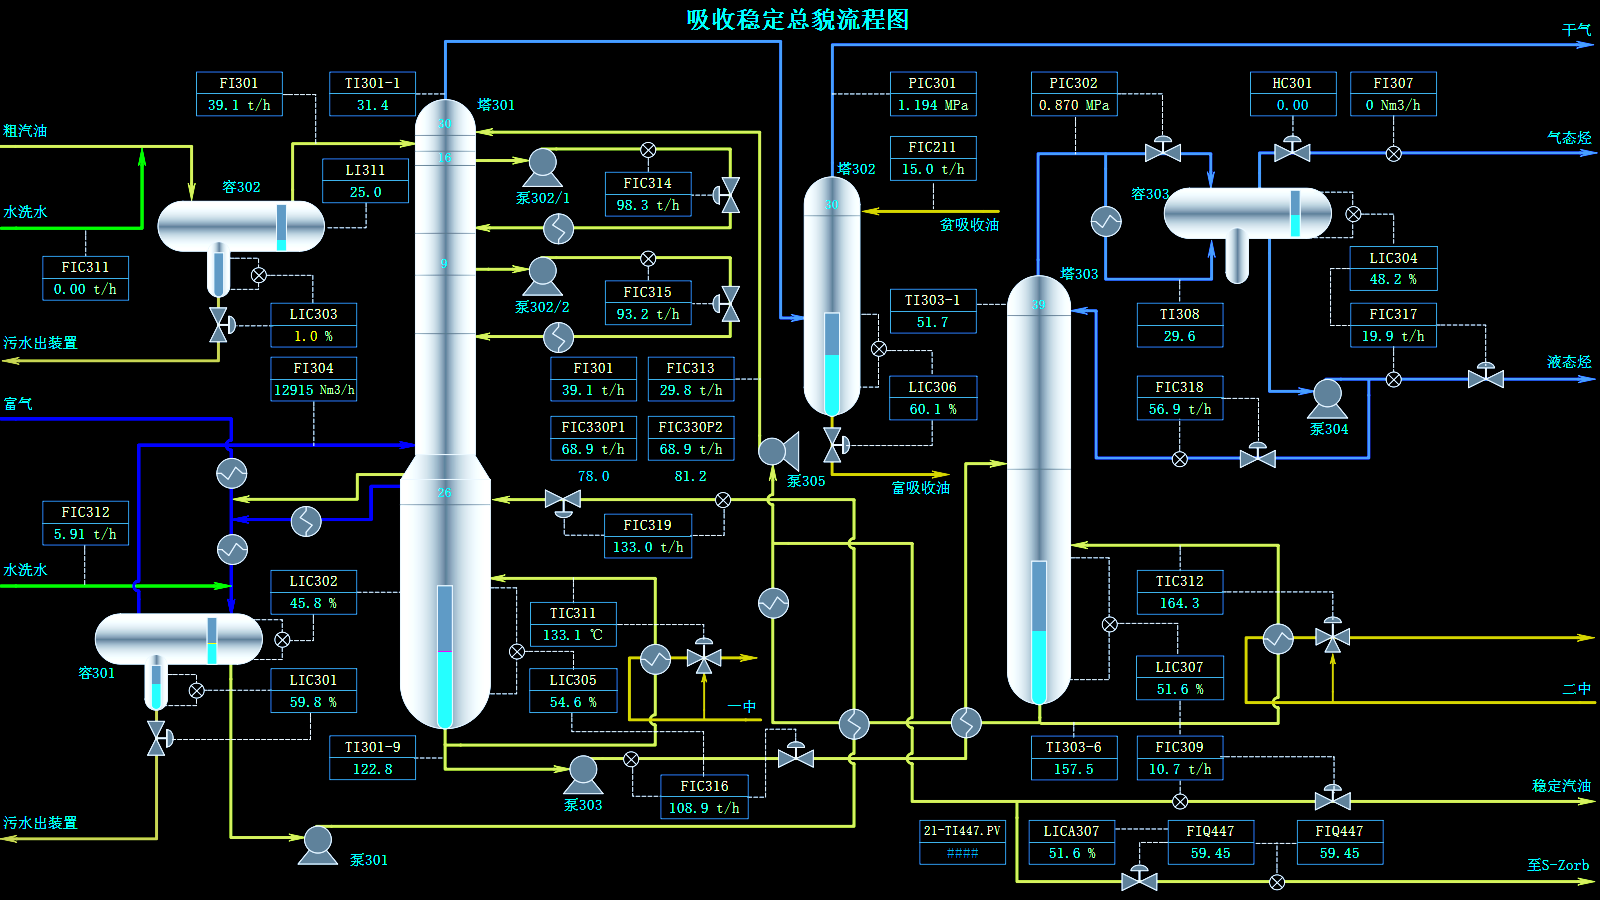 吸收稳定总貌流程图
干气
FI301
39.1 t/h
TI301-1
31.4
PIC301
1.194 MPa
PIC302
0.870 MPa
HC301
0.00
FI307
0 Nm3/h
塔301
30
粗汽油
气态烃
16
FIC211
15.0 t/h
LI311
25.0
塔302
FIC314
98.3 t/h
容302
泵302/1
容303
30
水洗水
贫吸收油
FIC311
0.00 t/h
9
塔303
LIC304
48.2 %
FIC315
93.2 t/h
泵302/2
TI303-1
51.7
39
LIC303
1.0 %
TI308
29.6
FIC317
19.9 t/h
污水出装置
FI304
12915 Nm3/h
FI301
39.1 t/h
FIC313
29.8 t/h
LIC306
60.1 %
FIC318
56.9 t/h
液态烃
富气
FIC330P1
68.9 t/h
FIC330P2
68.9 t/h
泵304
78.0
81.2
泵305
富吸收油
26
FIC312
5.91 t/h
FIC319
133.0 t/h
水洗水
LIC302
45.8 %
TIC311
133.1 ℃
TIC312
164.3
容301
LIC301
59.8 %
LIC305
54.6 %
LIC307
51.6 %
二中
一中
TI301-9
122.8
TI303-6
157.5
FIC309
10.7 t/h
FIC316
108.9 t/h
泵303
稳定汽油
污水出装置
21-TI447.PV
####
LICA307
51.6 %
FIQ447
59.45
FIQ447
59.45
泵301
至S-Zorb